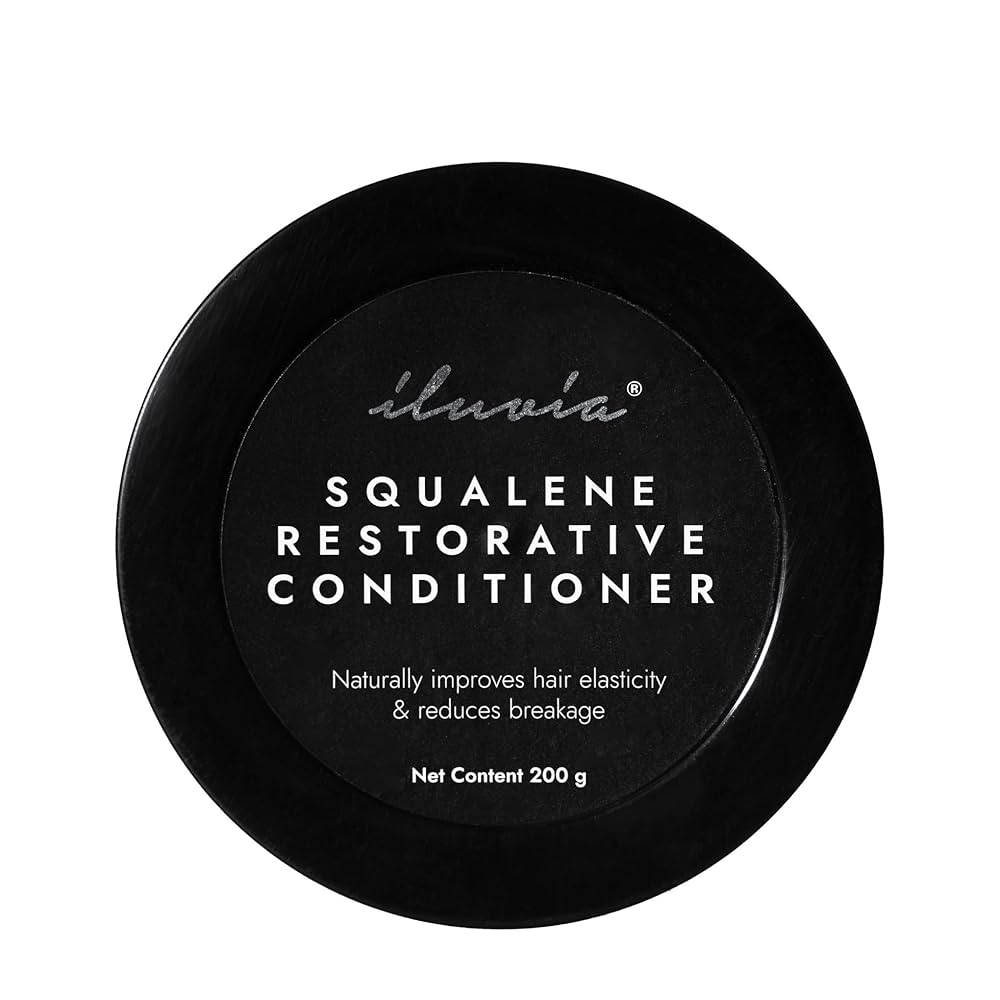 iluvia®
SQUALENE
RESTORATIVE
CONDITIONER
Naturally improves hair elasticity
& reduces breakage
Net Content 200 g